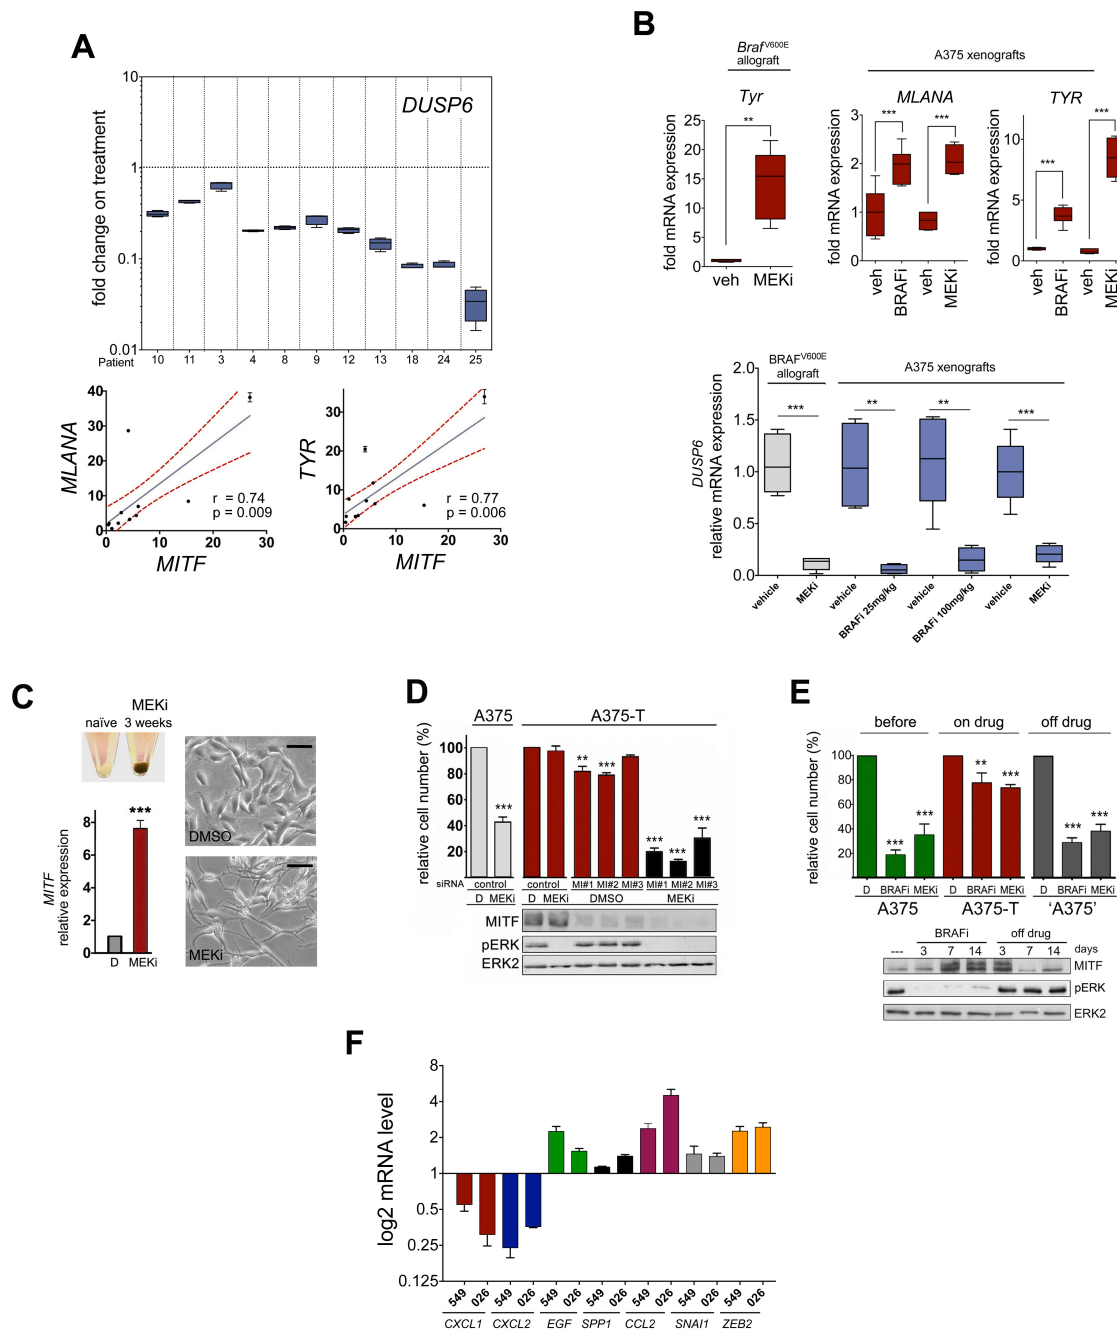 A
fold change on treatment
10
1
0.1
0.01
DUSP6
Patient
10 11 3 4 8 9 12 13 18 24 25
MLANA
40
30
20
10
0
0 10 20 30
r = 0.74
p = 0.009
MITF
TYR
30
20
10
0
0 10 20 30
r = 0.77
p = 0.006
MITF
B
BrafV600E
allograft
A375 xenografts
Tyr
fold mRNA expression
25
20
15
10
5
0
**
veh MEKi
MLANA
fold mRNA expression
3
2
1
0
*** ***
veh BRAFi veh MEKi
TYR
fold mRNA expression
10
5
0
*** ***
veh BRAFi veh MEKi
BRAFV600E
allograft
A375 xenografts
DUSP6
relative mRNA expression
2.0
1.5
1.0
0.5
0.0
*** ** ** ***
vehicle MEKi vehicle BRAFi 25mg/kg vehicle BRAFi 100mg/kg vehicle MEKi
C
MEKi
naïve 3 weeks
MITF
relative expression
8
6
4
2
0
***
D MEKi
DMSO
MEKi
D
A375 A375-T
relative cell number (%)
100
80
60
40
20
*** ** *** *** *** ***
siRNA control control MI#1 MI#2 MI#3 MI#1 MI#2 MI#3
D MEKi D MEKi DMSO MEKi
MITF
pERK
ERK2
E
before on drug off drug
relative cell number (%)
100
80
60
40
20
*** *** ** *** *** ***
D BRAFi MEKi D BRAFi MEKi D BRAFi MEKi
A375 A375-T ‘A375’
BRAFi off drug
--- 3 7 14 3 7 14 days
MITF
pERK
ERK2
F
log2 mRNA level
8
4
2
1
0.5
0.25
0.125
549 026 549 026 549 026 549 026 549 026 549 026 549 026
CXCL1 CXCL2 EGF SPP1 CCL2 SNAI1 ZEB2